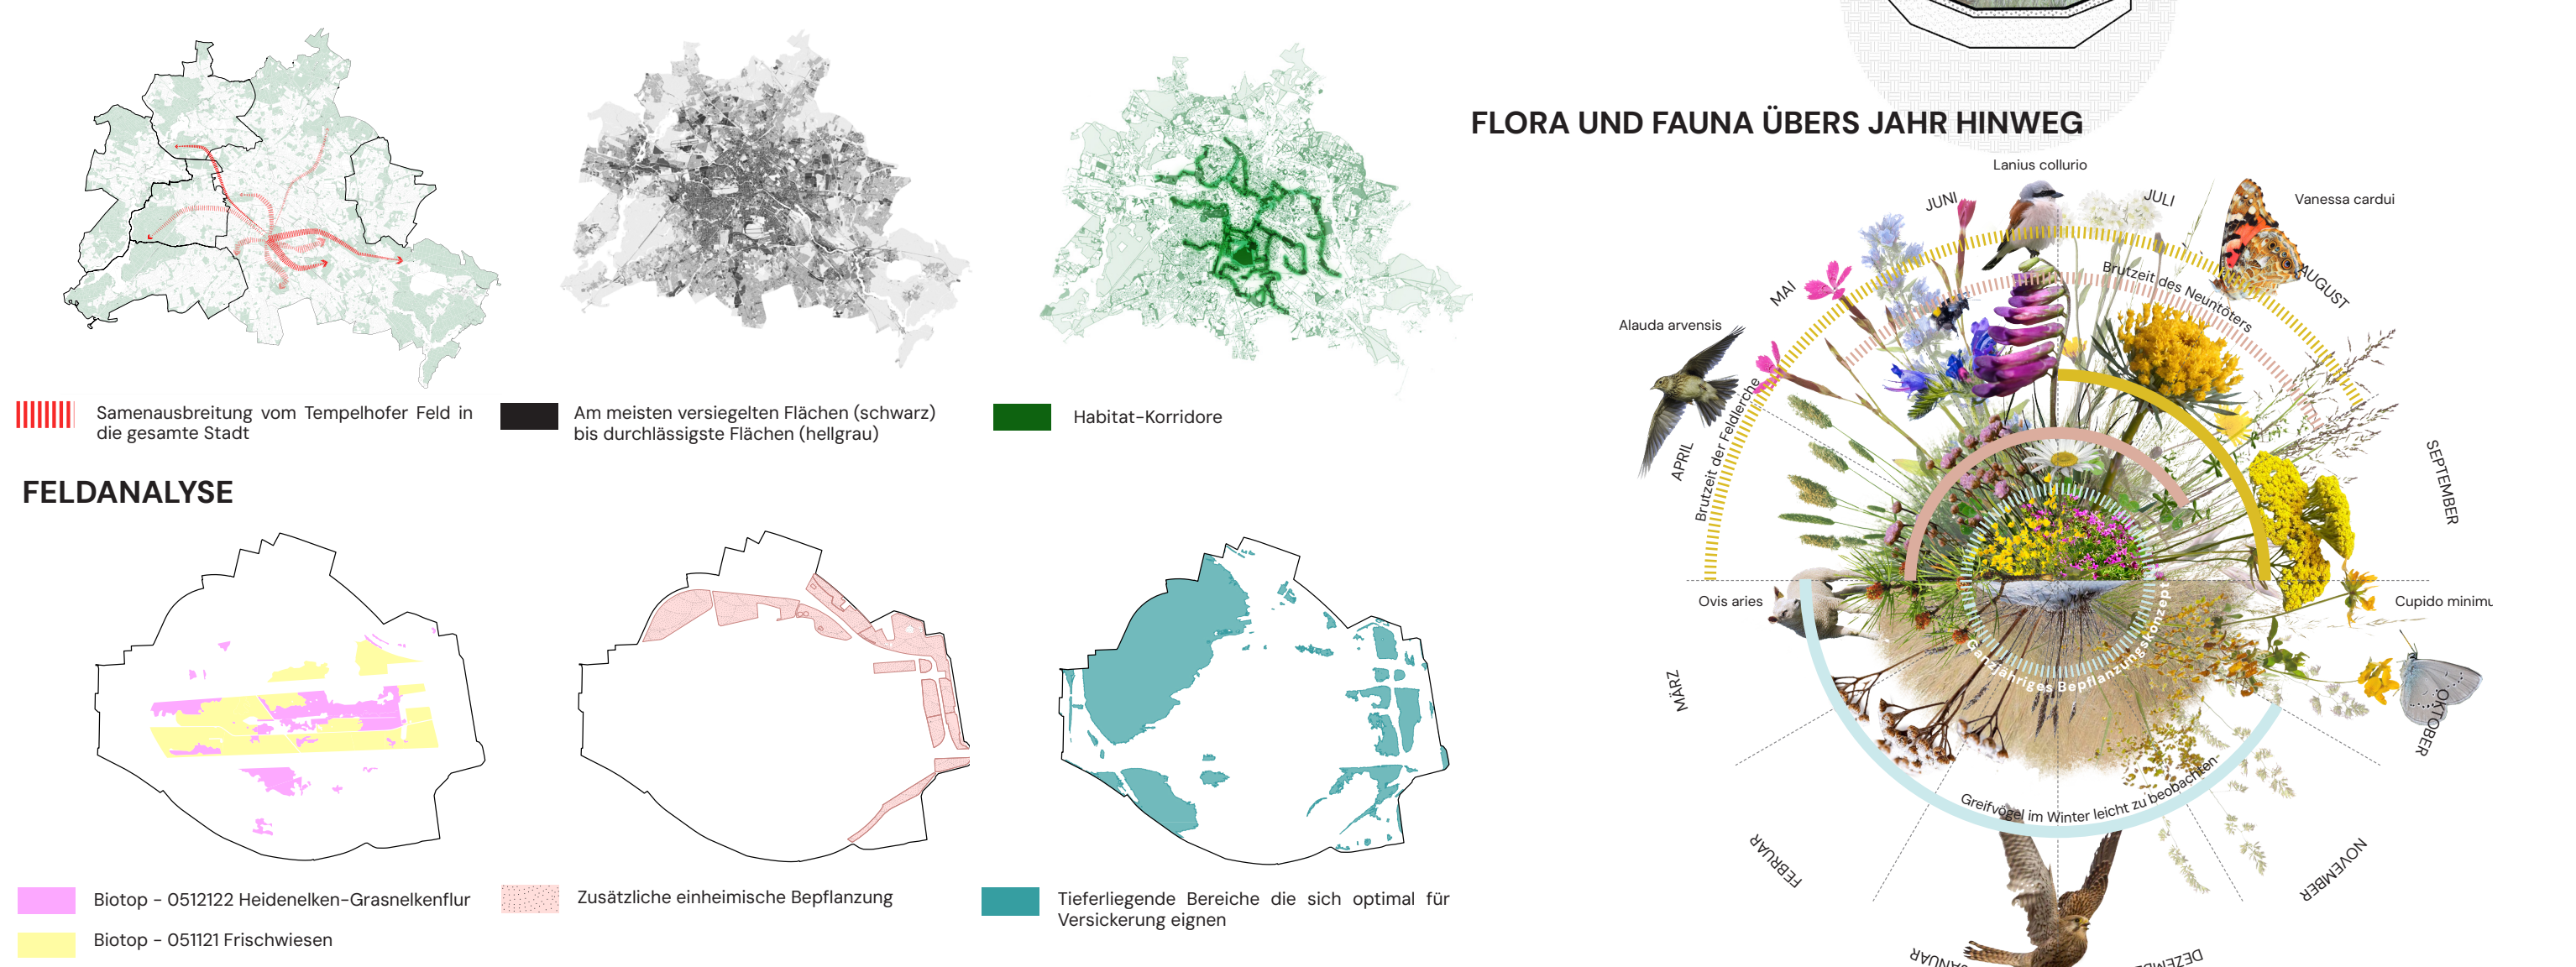 Samenausbreitung vom Tempelhofer Feld in
die gesamte Stadt
Am meisten versiegelten Flächen (schwarz)
bis durchlässigste Flächen (hellgrau)
Habitat-Korridore
FELDANALYSE
Biotop - 0512122 Heidenelken-Grasnelkenflur
Biotop - 051121 Frischwiesen
Zusätzliche einheimische Bepflanzung
Tieferliegende Bereiche die sich optimal für
Versickerung eignen
FLORA UND FAUNA ÜBERS JAHR HINWEG
Lanius collurio
JUNI
JULI
Vanessa cardui
MAI
AUGUST
Brutzeit des Neuntöters
Alauda arvensis
APRIL
Brutzeit der Feldlerche
SEPTEMBER
Ovis aries
Cupido minimu
Ganzjähriges Bepflanzungskonzept
MÄRZ
OKTOBER
Greifvögel im Winter leicht zu beobachten
FEBRUAR
NOVEMBER
JANUAR